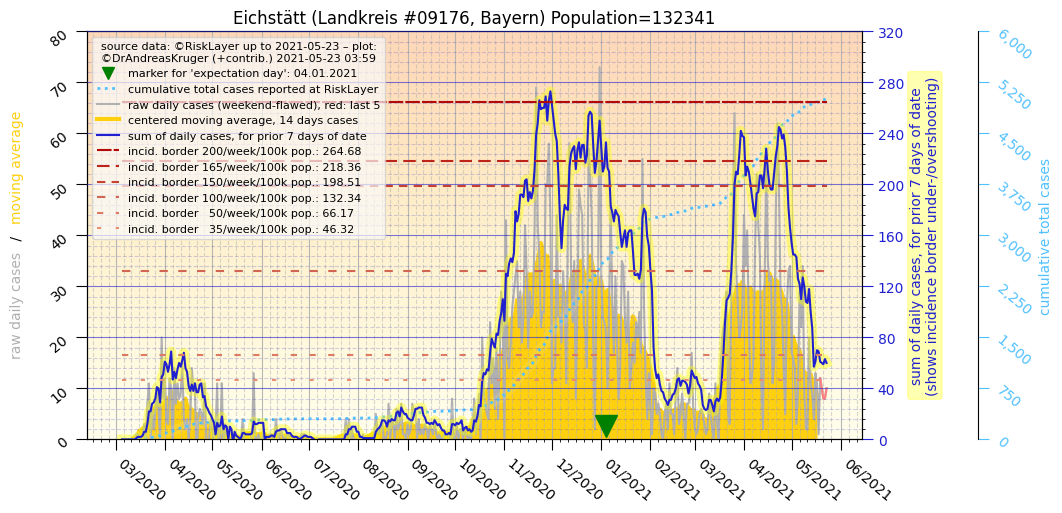 Eichstätt (Landkreis #09176, Bayern) Population=132341
source data: ©RiskLayer up to 2021-05-23 – plot:
©DrAndreasKruger (+contrib.) 2021-05-23 03:59
marker for 'expectation day': 04.01.2021
cumulative total cases reported at RiskLayer
raw daily cases (weekend-flawed), red: last 5
centered moving average, 14 days cases
sum of daily cases, for prior 7 days of date
incid. border 200/week/100k pop.: 264.68
incid. border 165/week/100k pop.: 218.36
incid. border 150/week/100k pop.: 198.51
incid. border 100/week/100k pop.: 132.34
incid. border   50/week/100k pop.: 66.17
incid. border   35/week/100k pop.: 46.32
raw daily cases  /  moving average
80
70
60
50
40
30
20
10
0
03/2020
04/2020
05/2020
06/2020
07/2020
08/2020
09/2020
10/2020
11/2020
12/2020
01/2021
02/2021
03/2021
04/2021
05/2021
06/2021
320
280
240
200
160
120
80
40
0
sum of daily cases, for prior 7 days of date
(shows incidence border under-/overshooting)
6,000
5,250
4,500
3,750
3,000
2,250
1,500
750
0
cumulative total cases